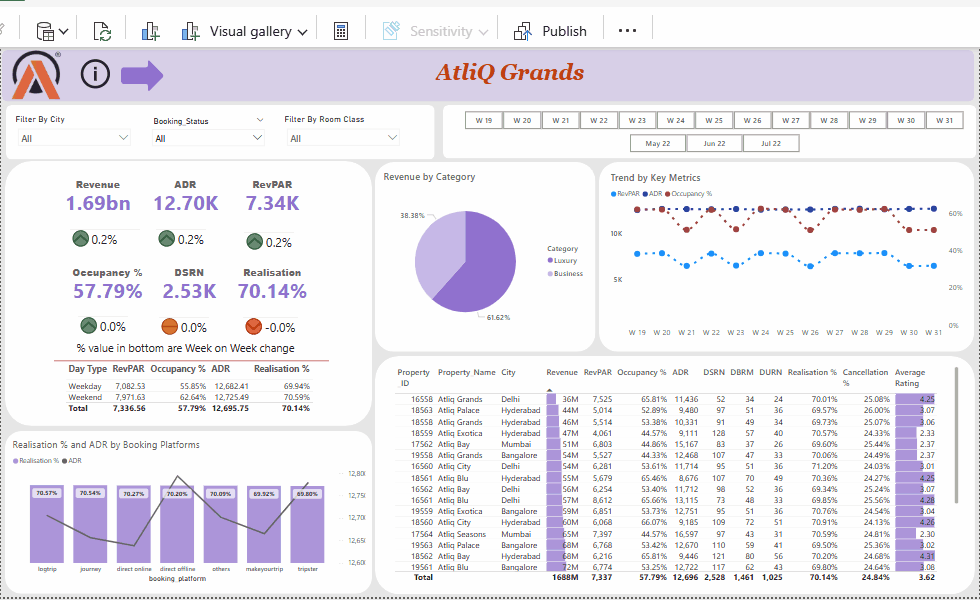 Visual gallery
Sensitivity
Publish
AtliQ Grands
Filter By City
Booking_Status
Filter By Room Class
All
All
All
W 19 W 20 W 21 W 22 W 23 W 24 W 25 W 26 W 27 W 28 W 29 W 30 W 31
May 22 Jun 22 Jul 22
Revenue ADR RevPAR
1.69bn 12.70K 7.34K
0.2% 0.2% 0.2%
Occupancy % DSRN Realisation
57.79% 2.53K 70.14%
0.0% 0.0% -0.0%
% value in bottom are Week on Week change
Day Type RevPAR Occupancy % ADR Realisation %
Weekday 7,082.53 55.85% 12,682.41 69.94%
Weekend 7,971.63 62.64% 12,725.49 70.59%
Total 7,336.56 57.79% 12,695.75 70.14%
Realisation % and ADR by Booking Platforms
Realisation % ADR
70.57% 70.54% 70.27% 70.20% 70.09% 69.92% 69.80%
12,80
12,75
12,70
12,65
12,60
logtrip journey direct online direct offline others makeyourtrip tripster
booking_platform
Revenue by Category
38.38%
61.62%
Category
Luxury
Business
Trend by Key Metrics
RevPAR ADR Occupancy %
10K
5K
60%
40%
20%
0%
W 19 W 20 W 21 W 22 W 23 W 24 W 25 W 26 W 27 W 28 W 29 W 30 W 31
Property Property_Name City Revenue RevPAR Occupancy % ADR DSRN DBRN DURN Realisation % Cancellation Average
_ID % Rating
16558 Atliq Grands Delhi 36M 7,525 65.81% 11,436 52 34 24 70.01% 25.08% 4.25
18563 Atliq Palace Hyderabad 44M 5,014 52.89% 9,480 97 51 36 69.57% 26.00% 3.07
18558 Atliq Grands Hyderabad 46M 5,514 53.38% 10,331 91 49 34 69.73% 25.07% 3.06
18559 Atliq Exotica Hyderabad 47M 4,061 44.57% 9,111 128 57 40 70.57% 24.33% 2.33
17562 Atliq Bay Mumbai 51M 6,803 44.86% 15,167 83 37 26 69.60% 25.44% 2.37
19558 Atliq Grands Bangalore 54M 5,527 44.33% 12,468 107 47 33 70.06% 24.49% 2.37
16560 Atliq City Delhi 54M 6,281 53.61% 11,714 95 51 36 71.20% 24.03% 3.01
18561 Atliq Blu Hyderabad 55M 5,679 65.46% 8,676 107 70 49 70.36% 24.27% 4.25
16562 Atliq Bay Delhi 56M 6,254 53.40% 11,712 98 52 36 69.34% 25.24% 3.07
16561 Atliq Blu Delhi 57M 8,612 65.66% 13,115 73 48 33 69.85% 25.56% 4.28
19559 Atliq Exotica Bangalore 59M 6,851 53.73% 12,751 95 51 36 70.76% 24.54% 3.04
18560 Atliq City Hyderabad 60M 6,068 66.07% 9,185 109 72 51 70.91% 24.13% 4.26
17564 Atliq Seasons Mumbai 65M 7,397 44.57% 16,597 97 43 31 70.59% 24.81% 2.30
19563 Atliq Palace Bangalore 68M 6,768 53.42% 12,670 110 59 41 69.50% 25.36% 3.02
18562 Atliq Bay Hyderabad 68M 6,216 65.81% 9,446 121 80 56 70.20% 24.68% 4.31
19561 Atliq Blu Bangalore 72M 6,774 53.25% 12,722 117 62 43 69.80% 24.64% 3.08
Total 1688M 7,337 57.79% 12,696 2,528 1,461 1,025 70.14% 24.84% 3.62